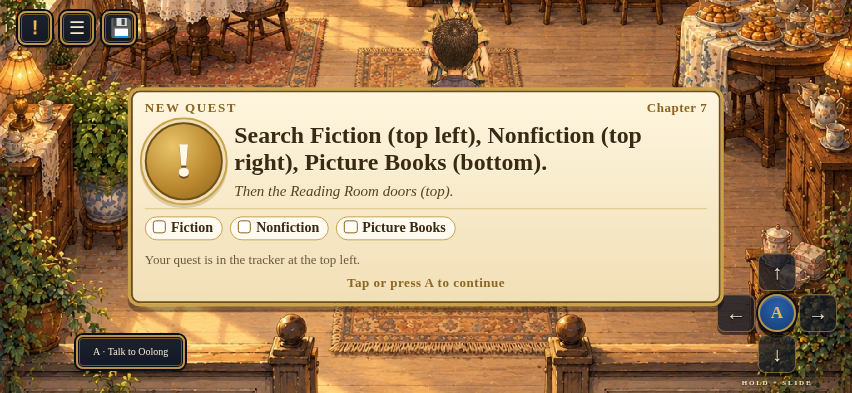 ! ☰ 💾
NEW QUEST
Chapter 7
!
Search Fiction (top left), Nonfiction (top
right), Picture Books (bottom).
Then the Reading Room doors (top).
Fiction
Nonfiction
Picture Books
Your quest is in the tracker at the top left.
Tap or press A to continue
↑
← A →
↓
A · Talk to Oolong
HOLD + SLIDE